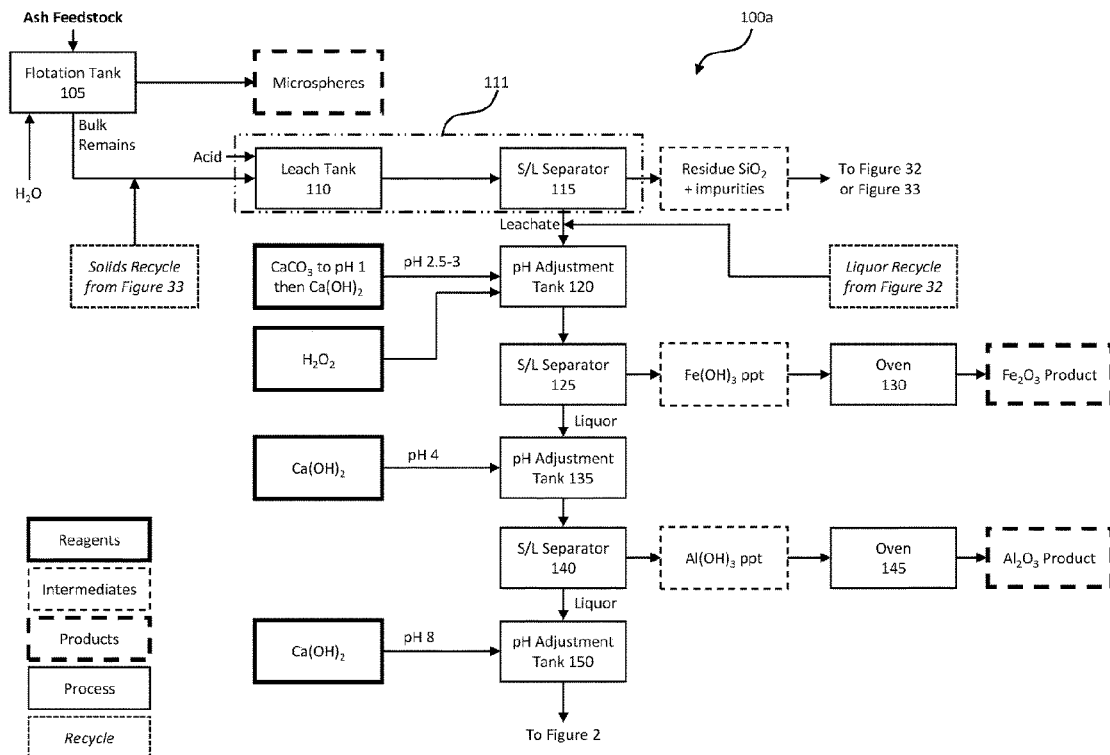 Ash Feedstock
100a
Flotation Tank
105
Microspheres
111
Bulk
Remains
H₂O
Acid
Leach Tank
110
S/L Separator
115
Residue SiO₂
+ impurities
To Figure 32
or Figure 33
Leachate
Solids Recycle
from Figure 33
CaCO₃ to pH 1
then Ca(OH)₂
pH 2.5-3
pH Adjustment
Tank 120
Liquor Recycle
from Figure 32
H₂O₂
S/L Separator
125
Fe(OH)₃ ppt
Oven
130
Fe₂O₃ Product
Liquor
Ca(OH)₂
pH 4
pH Adjustment
Tank 135
S/L Separator
140
Al(OH)₃ ppt
Oven
145
Al₂O₃ Product
Liquor
Ca(OH)₂
pH 8
pH Adjustment
Tank 150
To Figure 2
Reagents
Intermediates
Products
Process
Recycle